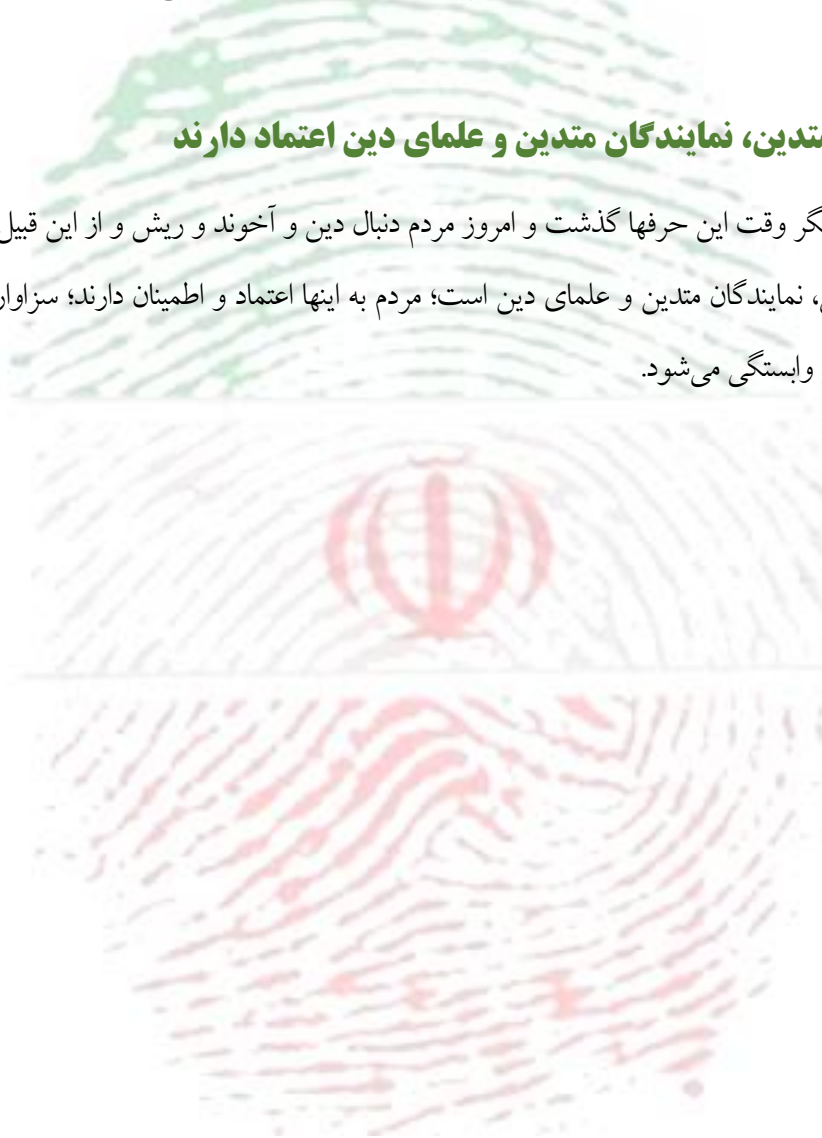 متدین، نمایندگان متدین و علمای دین اعتماد دارند
گر وقت این حرفها گذشت و امروز مردم دنبال دین و آخوند و ریش و از این قبیل
، نمایندگان متدین و علمای دین است؛ مردم به اینها اعتماد و اطمینان دارند؛ سزاوار
وابستگی می‌شود.